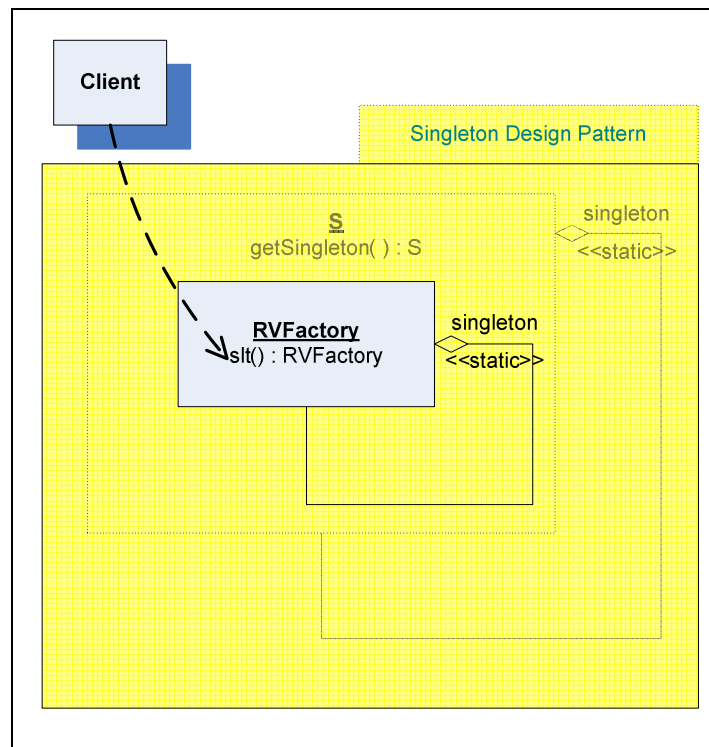 Client
Singleton Design Pattern
S
getSingleton( ) : S
singleton
<<static>>
RVFactory
slt() : RVFactory
singleton
<<static>>